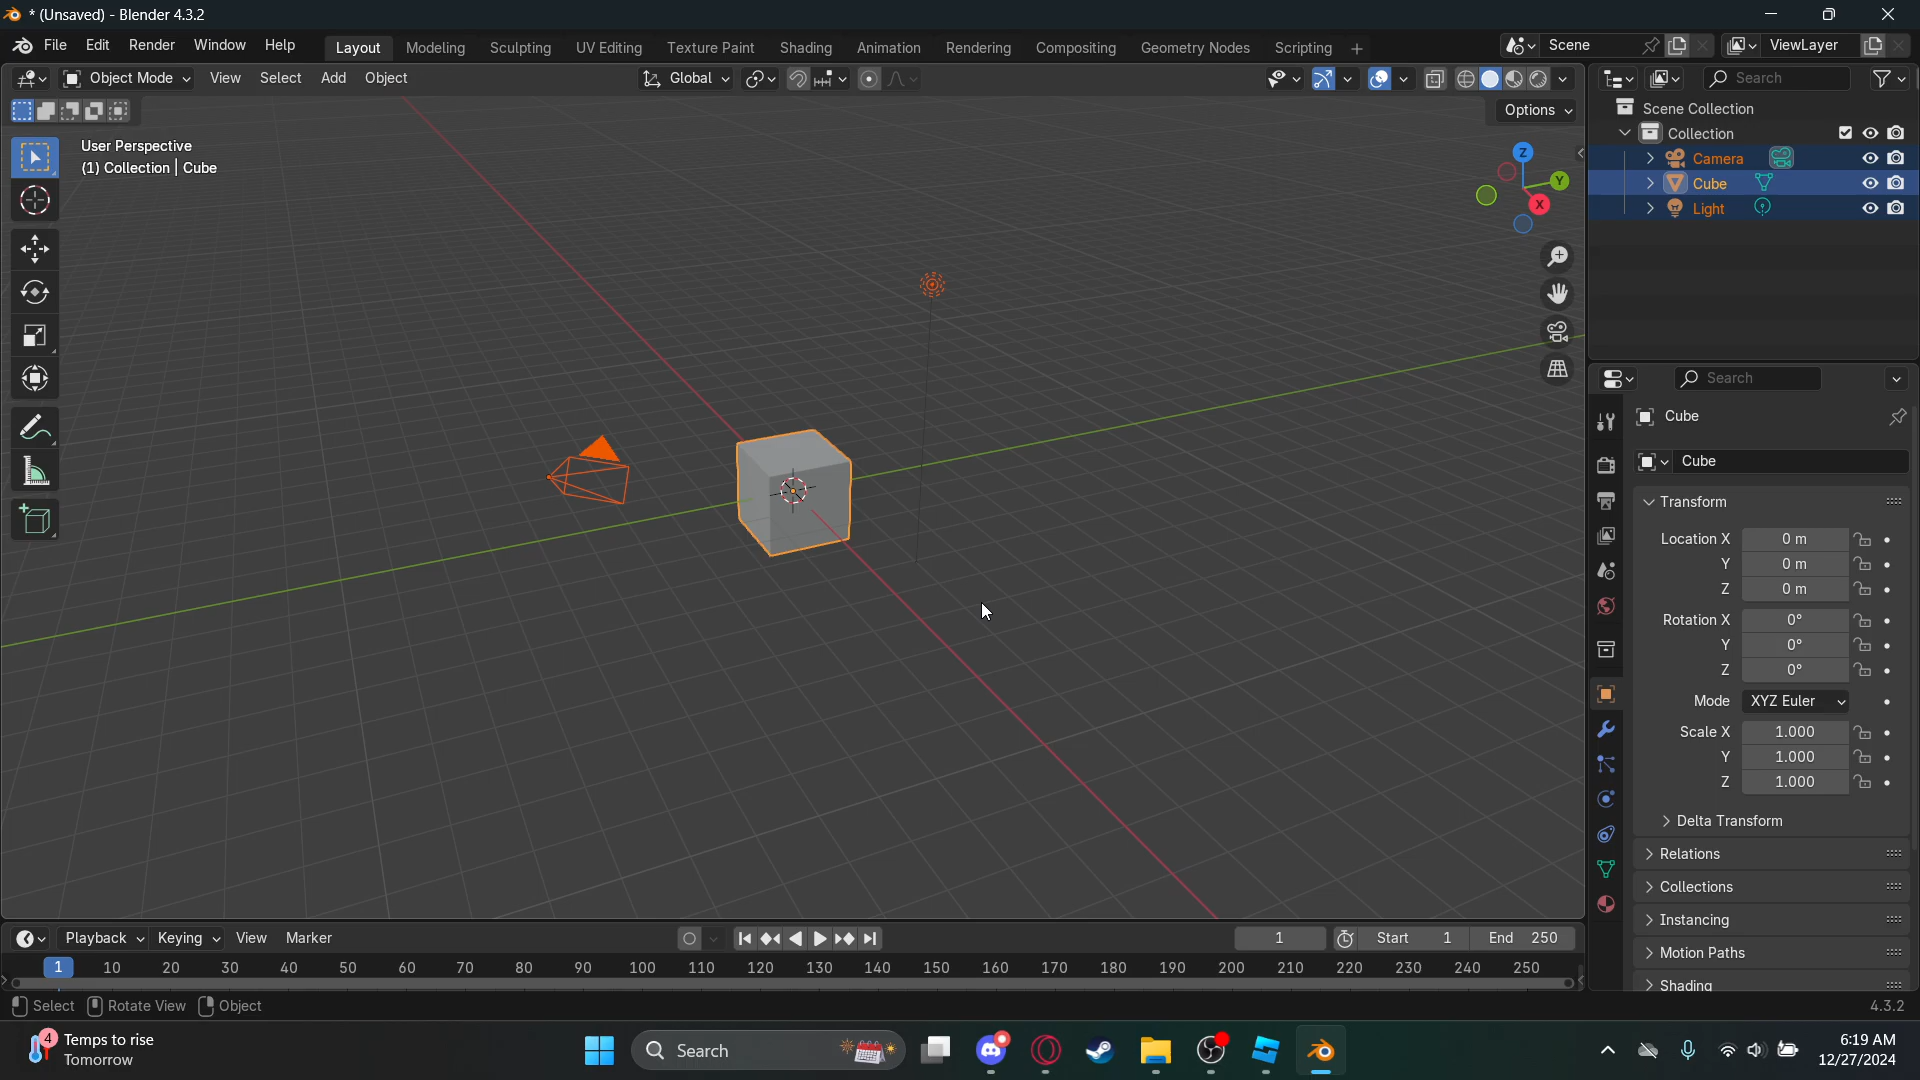 * (Unsaved) - Blender 4.3.2
File Edit Render Window Help Layout Modeling Sculpting UV Editing Texture Paint Shading Animation Rendering Compositing Geometry Nodes Scripting + Scene ViewLayer
Object Mode View Select Add Object Global Search
Options
User Perspective
(1) Collection | Cube
Z
Y
X
Scene Collection
Collection
Camera
Cube
Light
Search
Cube
Cube
Transform
Location X 0 m
Y 0 m
Z 0 m
Rotation X 0°
Y 0°
Z 0°
Mode XYZ Euler
Scale X 1.000
Y 1.000
Z 1.000
Delta Transform
Relations
Collections
Instancing
Motion Paths
Shading
Playback Keying View Marker 1 Start 1 End 250
1 10 20 30 40 50 60 70 80 90 100 110 120 130 140 150 160 170 180 190 200 210 220 230 240 250
Select Rotate View Object 4.3.2
4 Temps to rise
Tomorrow
Search
6:19 AM
12/27/2024